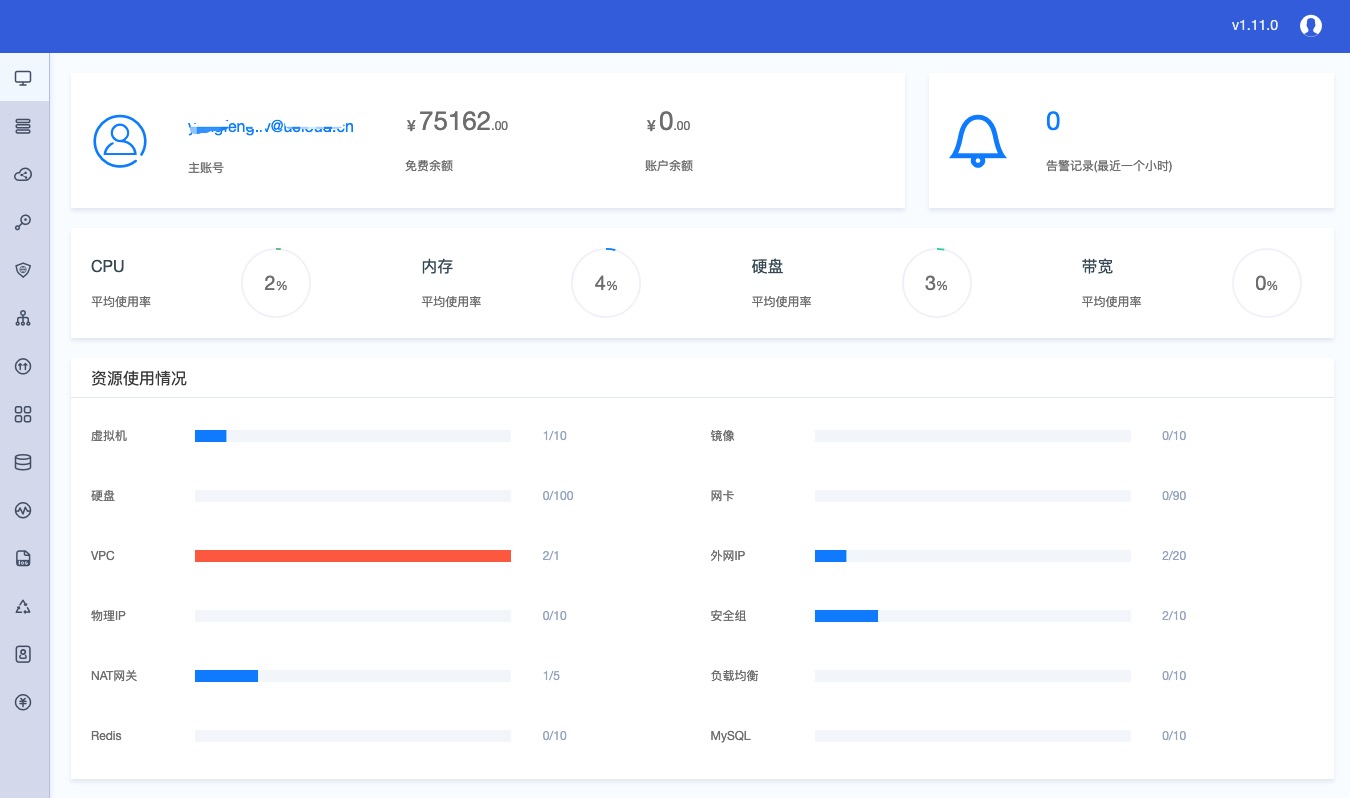 v1.11.0
¥75162.00
¥0.00
0
主账号
免费余额
账户余额
告警记录(最近一个小时)
CPU
平均使用率
2%
内存
平均使用率
4%
硬盘
平均使用率
3%
带宽
平均使用率
0%
资源使用情况
虚拟机 1/10 镜像 0/10
硬盘 0/100 网卡 0/90
VPC 2/1 外网IP 2/20
物理IP 0/10 安全组 2/10
NAT网关 1/5 负载均衡 0/10
Redis 0/10 MySQL 0/10